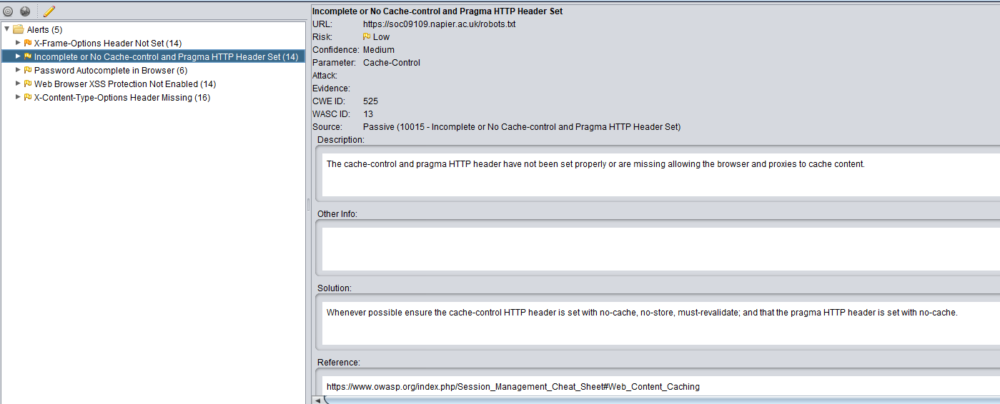 Alerts (5)
X-Frame-Options Header Not Set (14)
Incomplete or No Cache-control and Pragma HTTP Header Set (14)
Password Autocomplete in Browser (6)
Web Browser XSS Protection Not Enabled (14)
X-Content-Type-Options Header Missing (16)
Incomplete or No Cache-control and Pragma HTTP Header Set
URL: https://soc09109.napier.ac.uk/robots.txt
Risk: Low
Confidence: Medium
Parameter: Cache-Control
Attack:
Evidence:
CWE ID: 525
WASC ID: 13
Source: Passive (10015 - Incomplete or No Cache-control and Pragma HTTP Header Set)
Description:
The cache-control and pragma HTTP header have not been set properly or are missing allowing the browser and proxies to cache content.
Other Info:
Solution:
Whenever possible ensure the cache-control HTTP header is set with no-cache, no-store, must-revalidate; and that the pragma HTTP header is set with no-cache.
Reference:
https://www.owasp.org/index.php/Session_Management_Cheat_Sheet#Web_Content_Caching